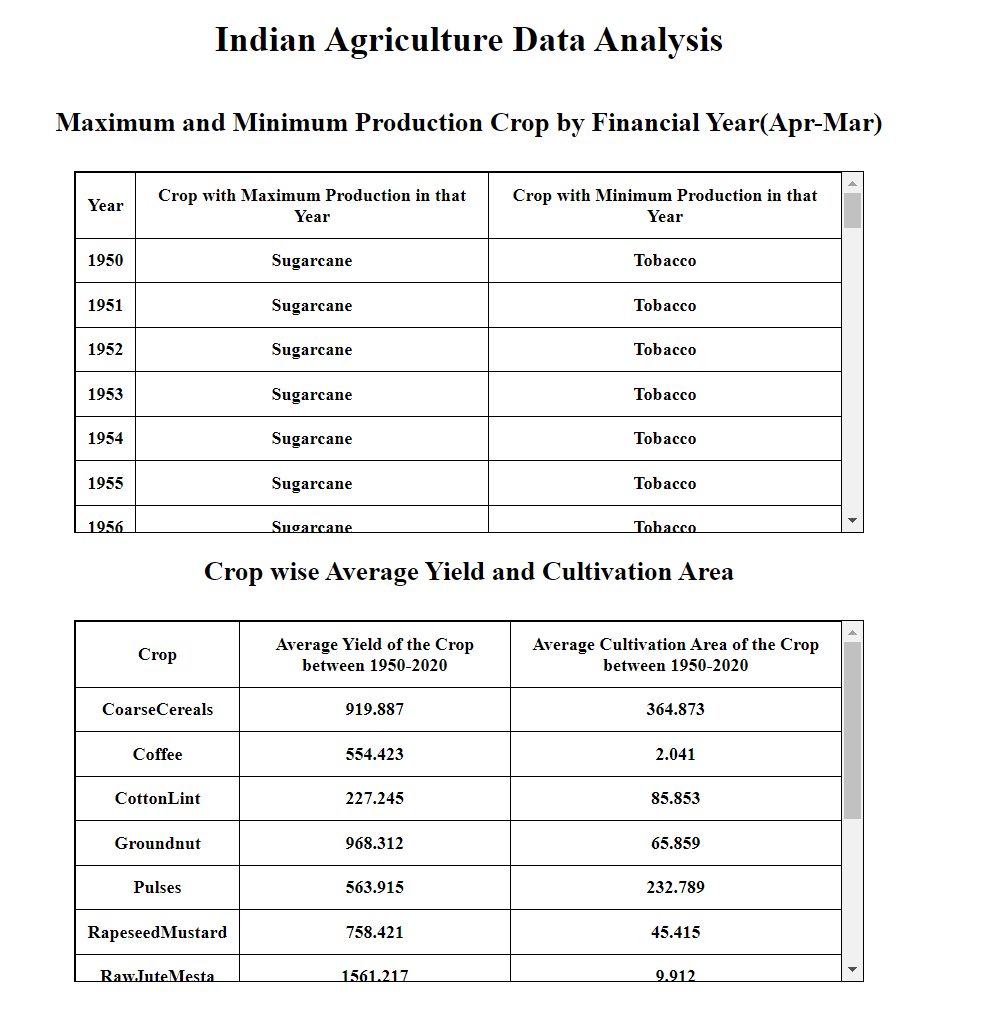 Indian Agriculture Data Analysis
Maximum and Minimum Production Crop by Financial Year(Apr-Mar)
Year Crop with Maximum Production in that Year Crop with Minimum Production in that Year
1950 Sugarcane Tobacco
1951 Sugarcane Tobacco
1952 Sugarcane Tobacco
1953 Sugarcane Tobacco
1954 Sugarcane Tobacco
1955 Sugarcane Tobacco
1956 Sugarcane Tobacco
Crop wise Average Yield and Cultivation Area
Crop Average Yield of the Crop between 1950-2020 Average Cultivation Area of the Crop between 1950-2020
CoarseCereals 919.887 364.873
Coffee 554.423 2.041
CottonLint 227.245 85.853
Groundnut 968.312 65.859
Pulses 563.915 232.789
RapeseedMustard 758.421 45.415
RawJuteMesta 1561.217 9.912